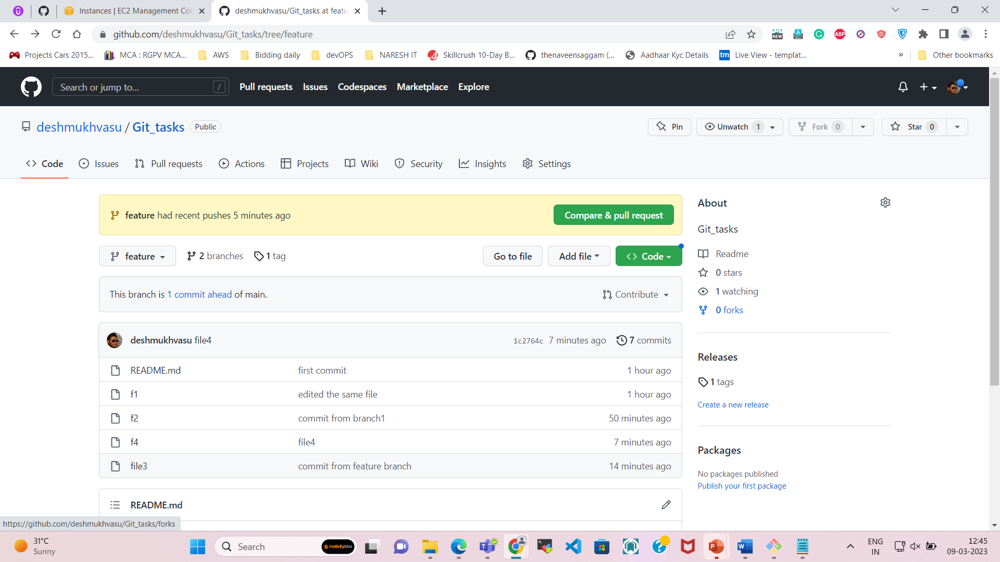 Instances | EC2 Management Con
deshmukhvasu/Git_tasks at featu
github.com/deshmukhvasu/Git_tasks/tree/feature
NEW
ABP
Projects Cars 2015...
MCA : RGPV MCA...
AWS
Bidding daily
devOPS
NARESH IT
Skillcrush 10-Day B...
thenaveensaggam (...
Aadhaar Kyc Details
tm
Live View - templat...
»
Other bookmarks
Search or jump to...
/
Pull requests
Issues
Codespaces
Marketplace
Explore
deshmukhvasu / Git_tasks
Public
Pin
Unwatch 1
Fork 0
Star 0
Code
Issues
Pull requests
Actions
Projects
Wiki
Security
Insights
Settings
feature had recent pushes 5 minutes ago
Compare & pull request
feature
2 branches
1 tag
Go to file
Add file
Code
This branch is 1 commit ahead of main.
Contribute
deshmukhvasu file4
1c2764c 7 minutes ago
7 commits
README.md
first commit
1 hour ago
f1
edited the same file
1 hour ago
f2
commit from branch1
50 minutes ago
f4
file4
7 minutes ago
file3
commit from feature branch
14 minutes ago
README.md
About
Git_tasks
Readme
0 stars
1 watching
0 forks
Releases
1 tags
Create a new release
Packages
No packages published
Publish your first package
https://github.com/deshmukhvasu/Git_tasks/forks
31°C
Sunny
Search
motivitylabs
ENG
IN
12:45
09-03-2023